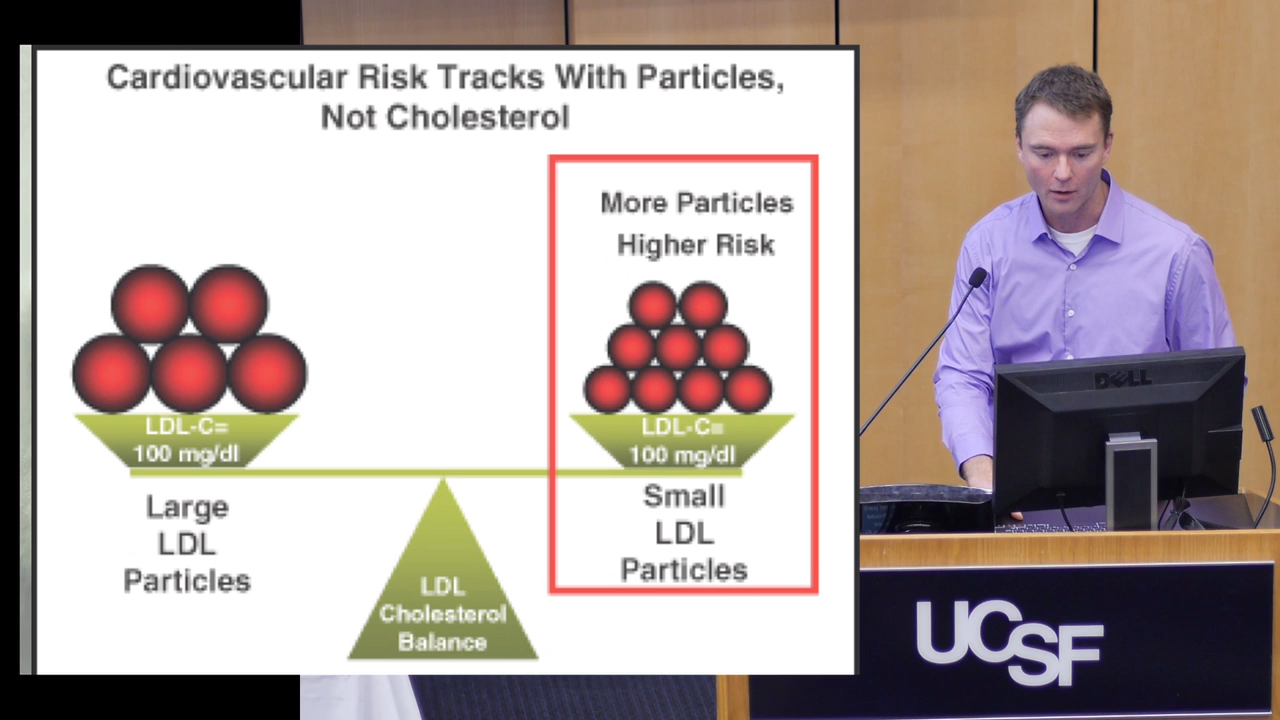 Cardiovascular Risk Tracks With Particles,
Not Cholesterol
More Particles
Higher Risk
LDL-C=
100 mg/dl
LDL-C=
100 mg/dl
Large
LDL
Particles
Small
LDL
Particles
LDL
Cholesterol
Balance
DELL
UCSF